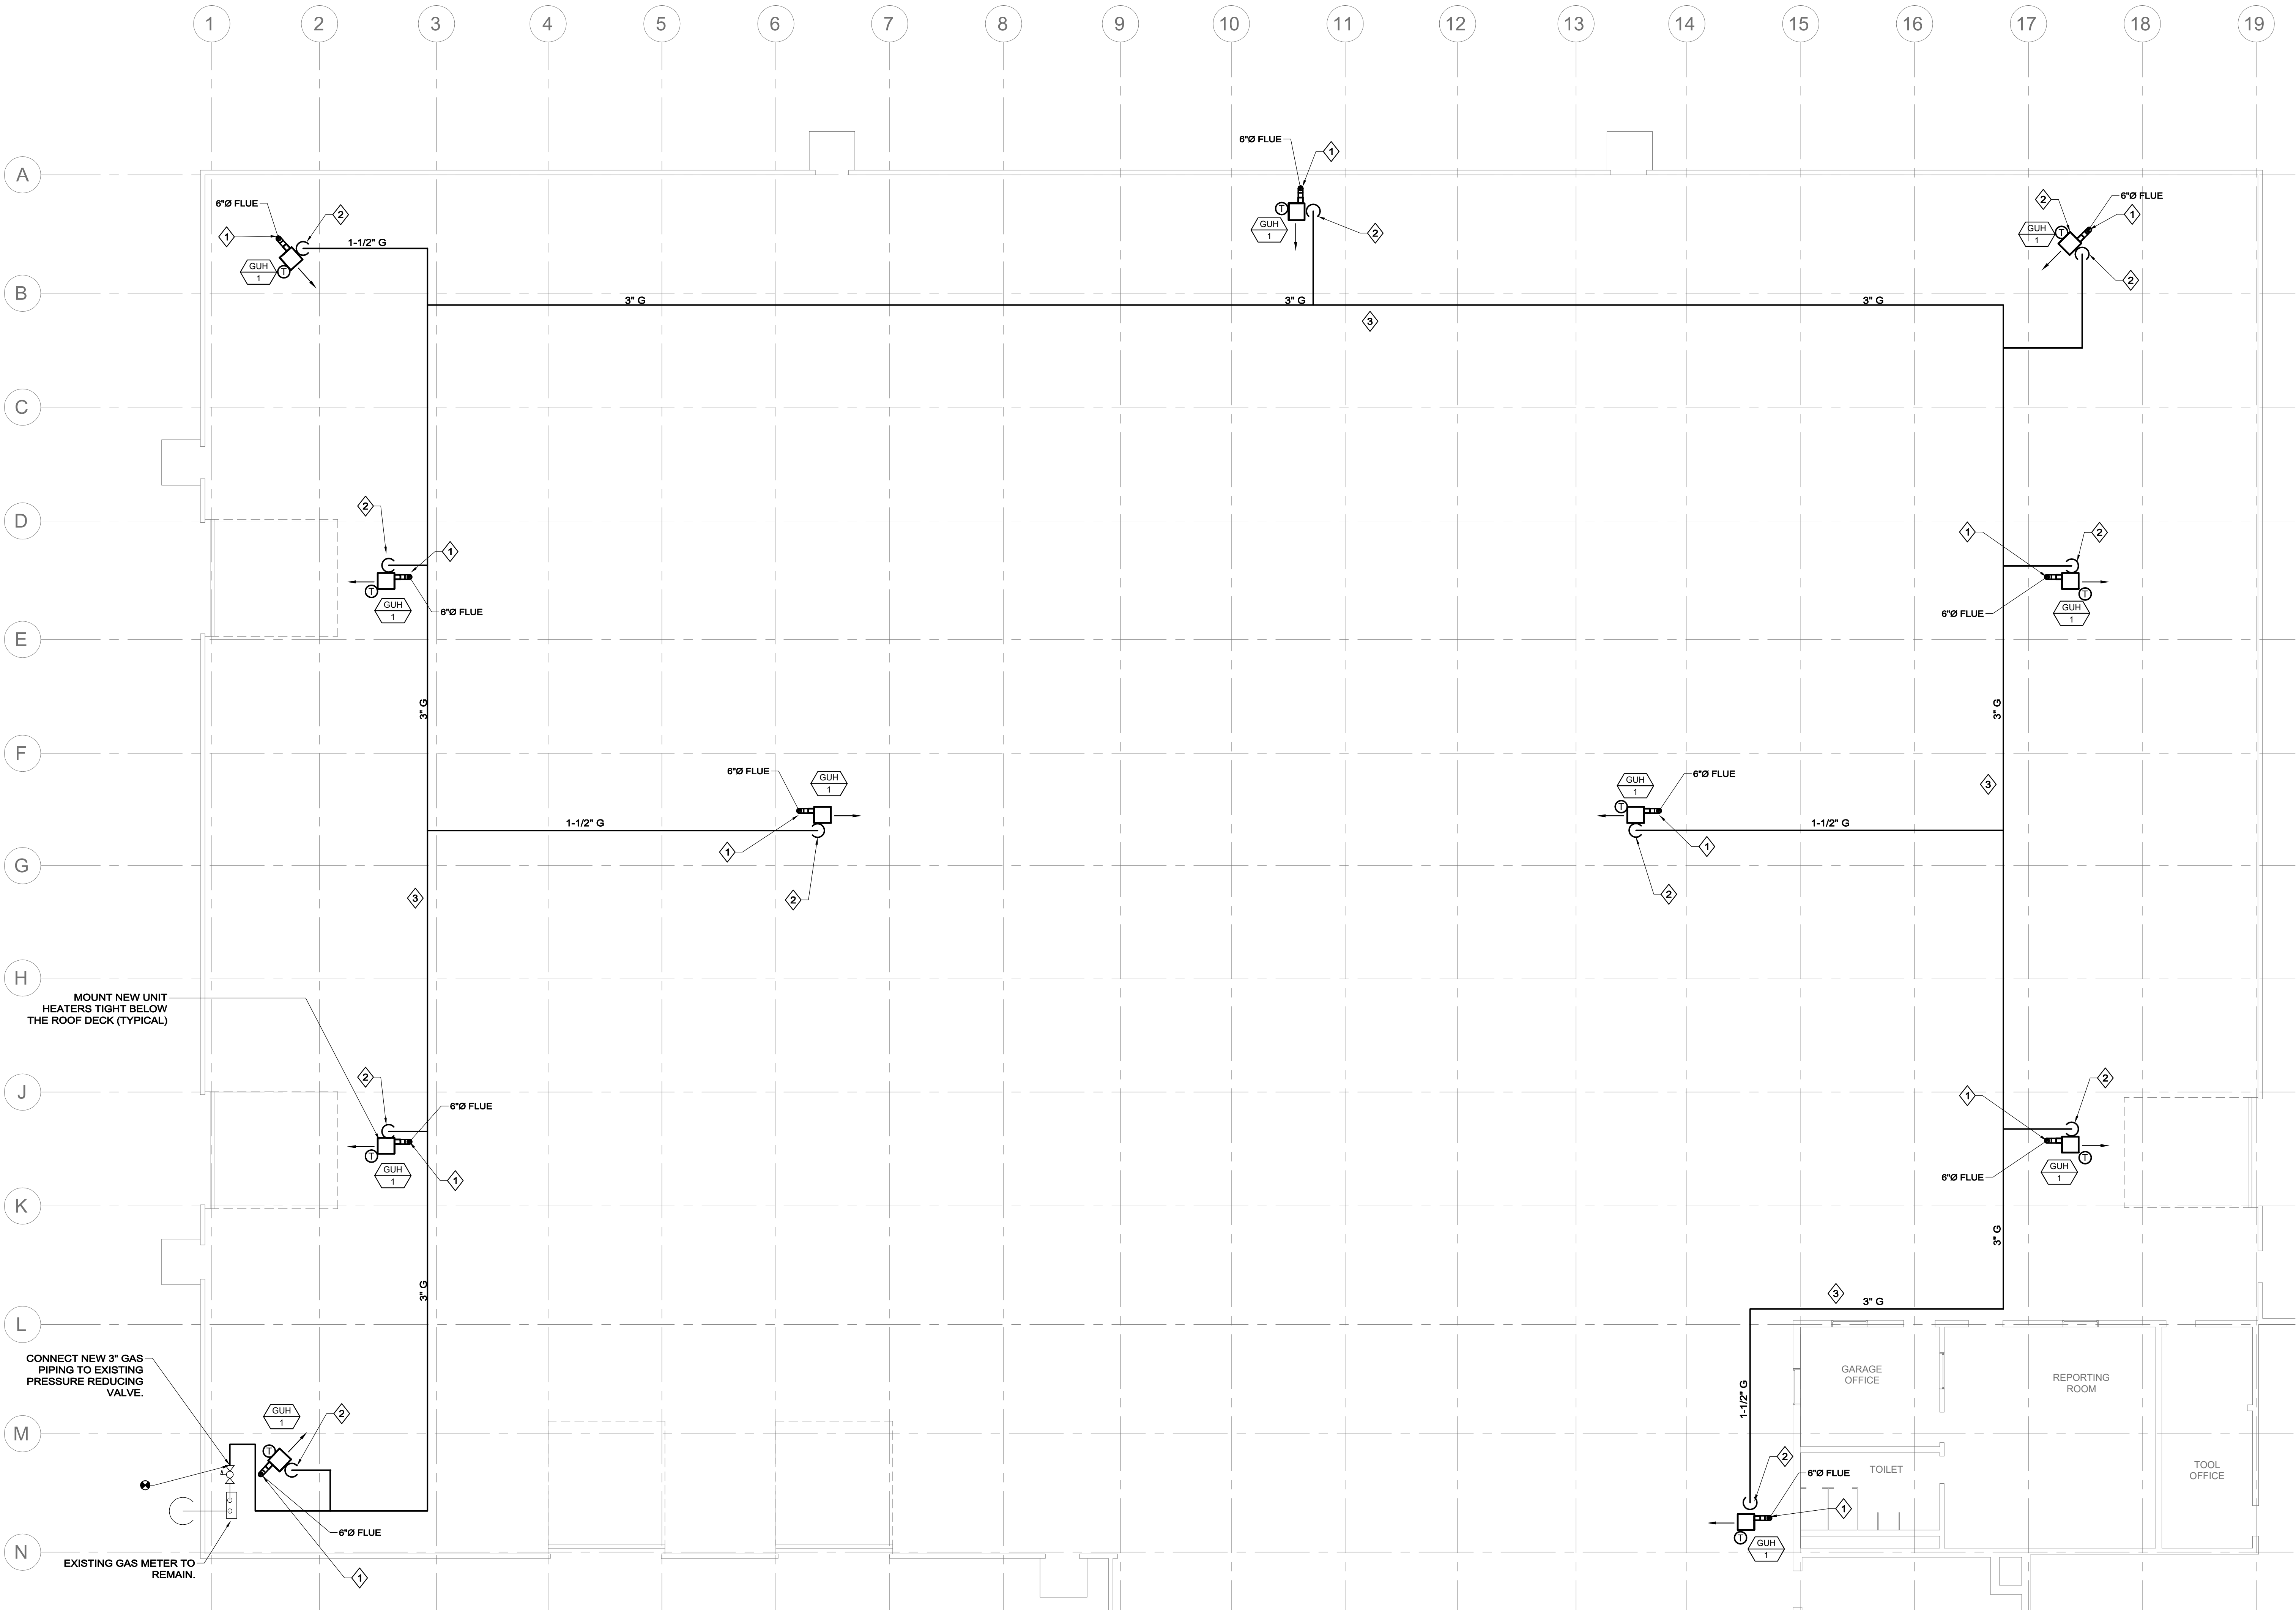 1 2 3 4 5 6 7 8 9 10 11 12 13 14 15 16 17 18 19
6"Ø FLUE
1
A
6"Ø FLUE
2
1
1-1/2" G
GUH
1
T
T
GUH
1
2
2
6"Ø FLUE
1
GUH
1
T
2
B
3" G
3" G
3" G
3
C
2
D
1
6"Ø FLUE
T
GUH
1
1
2
6"Ø FLUE
T
GUH
1
E
3" G
3" G
F
6"Ø FLUE
GUH
1
GUH
1
T
6"Ø FLUE
3
1-1/2" G
1-1/2" G
1
1
G
2
2
3
H
MOUNT NEW UNIT
HEATERS TIGHT BELOW
THE ROOF DECK (TYPICAL)
2
J
6"Ø FLUE
T
GUH
1
1
1
2
6"Ø FLUE
T
GUH
1
K
3" G
3" G
3
3" G
L
CONNECT NEW 3" GAS
PIPING TO EXISTING
PRESSURE REDUCING
VALVE.
GARAGE
OFFICE
REPORTING
ROOM
1-1/2" G
GUH
1
2
M
T
2
TOILET
TOOL
OFFICE
6"Ø FLUE
1
6"Ø FLUE
T
GUH
1
N
EXISTING GAS METER TO
REMAIN.
1